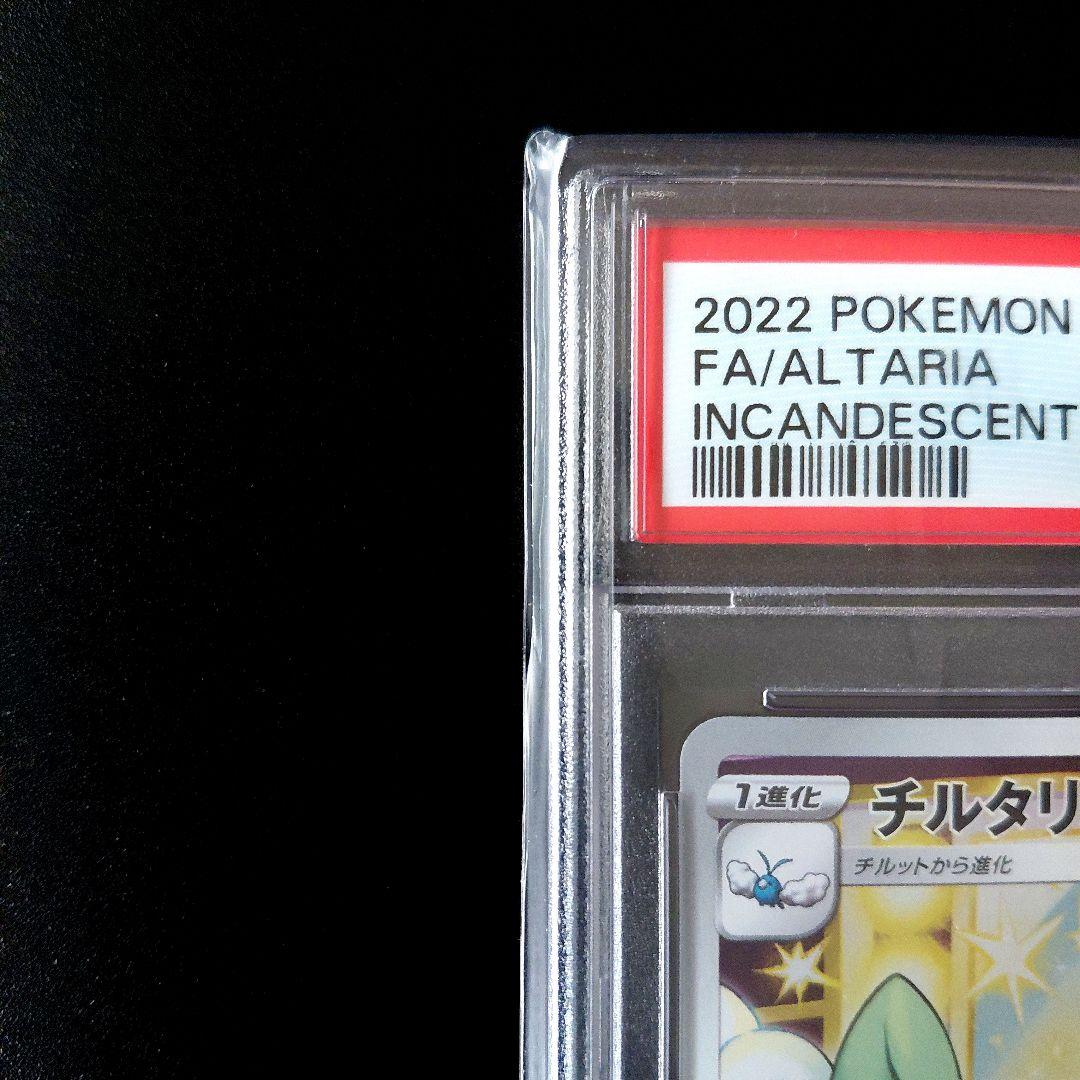 2022 POKEMON
FA/ALTARIA
INCANDESCENT
1進化
チルタリ
チルットから進化